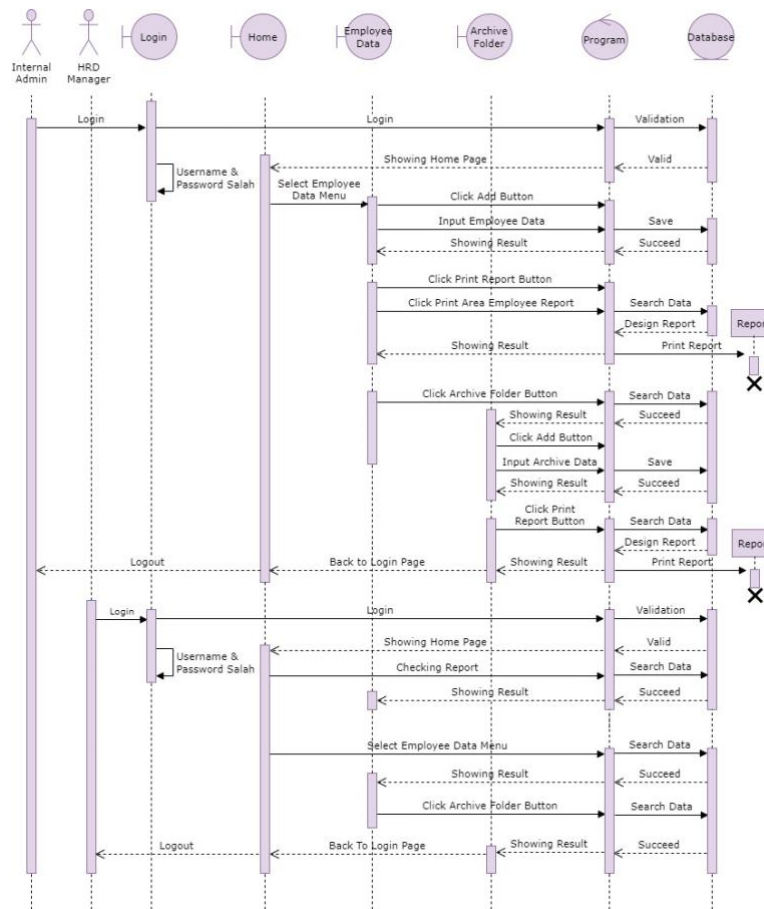 Internal
Admin
HRD
Manager
Login
Home
Employee
Data
Archive
Folder
Program
Database
Login
Login
Validation
Showing Home Page
Valid
Username &
Password Salah
Select Employee
Data Menu
Click Add Button
Input Employee Data
Save
Showing Result
Succeed
Click Print Report Button
Click Print Area Employee Report
Search Data
Design Report
Repor
Showing Result
Print Report
Click Archive Folder Button
Search Data
Showing Result
Succeed
Click Add Button
Input Archive Data
Save
Showing Result
Succeed
Click Print
Report Button
Search Data
Design Report
Repor
Logout
Back to Login Page
Showing Result
Print Report
Login
Login
Validation
Showing Home Page
Valid
Username &
Password Salah
Checking Report
Search Data
Showing Result
Succeed
Select Employee Data Menu
Search Data
Showing Result
Succeed
Click Archive Folder Button
Search Data
Logout
Back To Login Page
Showing Result
Succeed